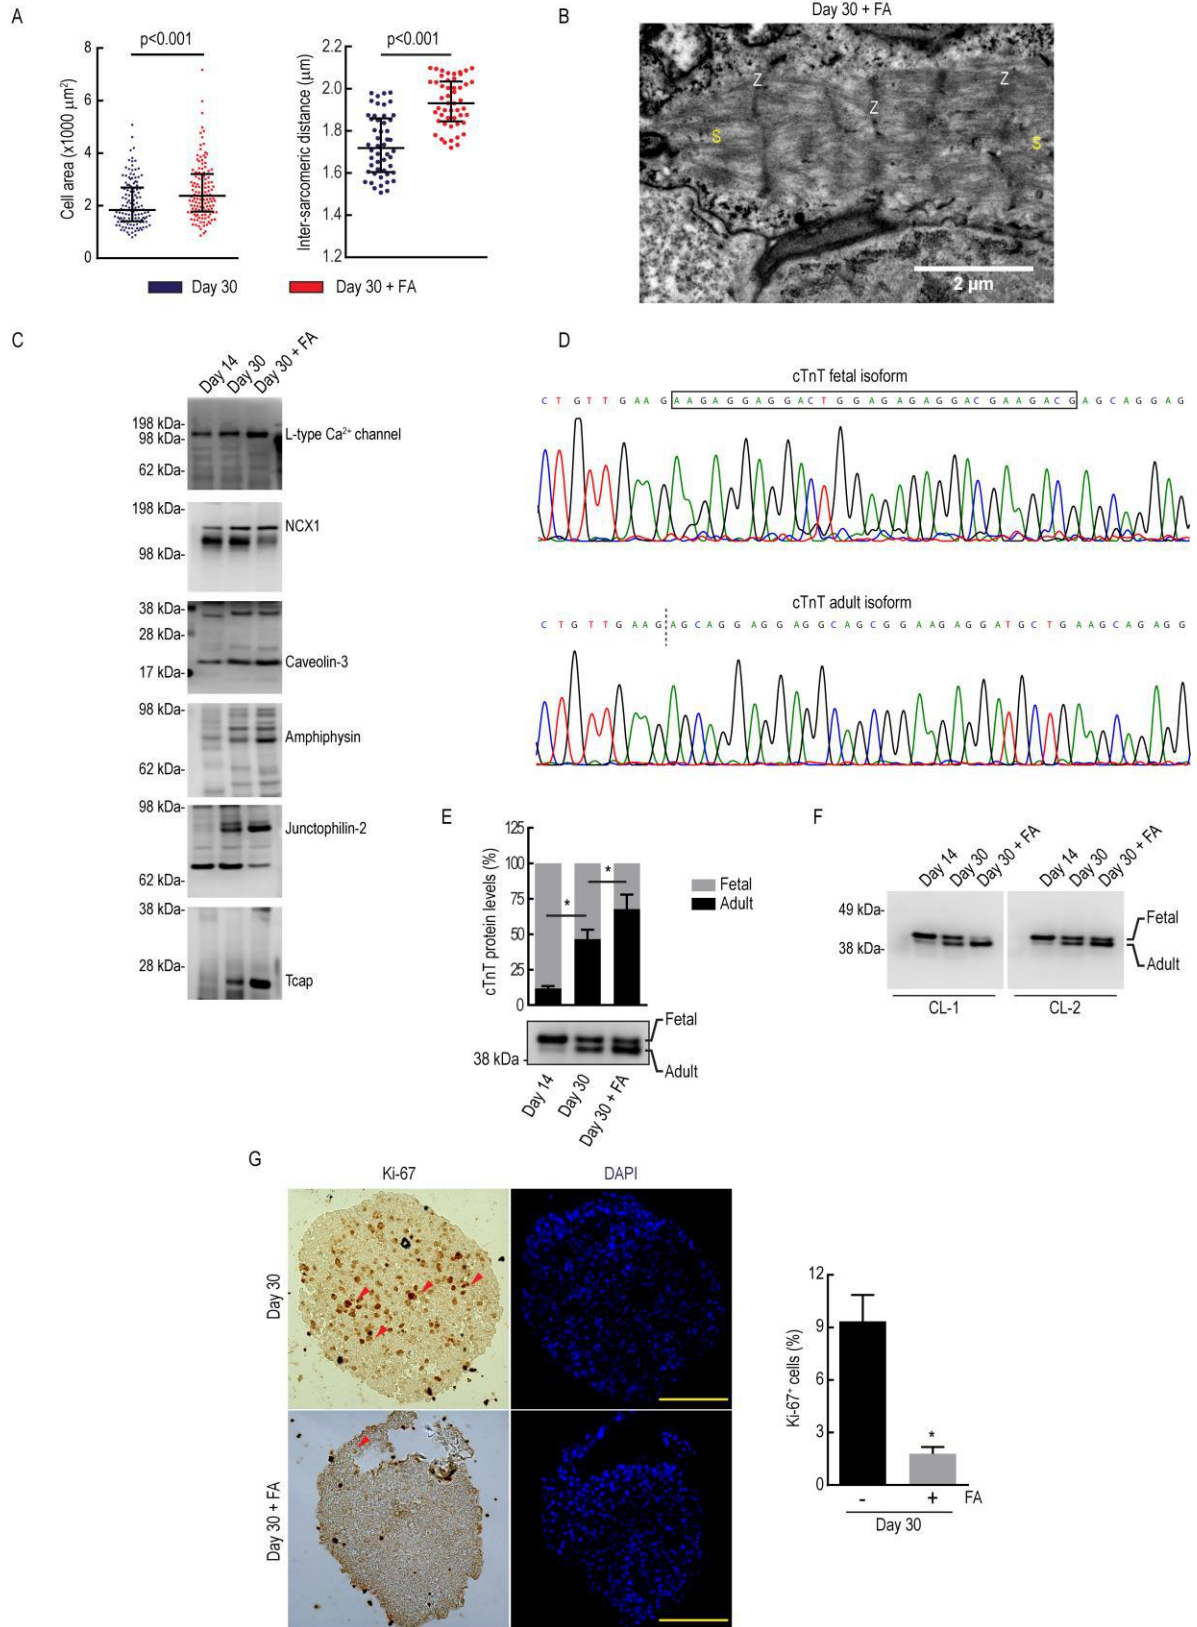 A
p<0.001
Cell area (x1000 µm²)
8
6
4
2
0
p<0.001
Inter-sarcomeric distance (µm)
2.2
2.0
1.8
1.6
1.4
1.2
Day 30
Day 30 + FA
B
Day 30 + FA
Z
Z
Z
S
S
2 µm
C
Day 14
Day 30
Day 30 + FA
198 kDa-
98 kDa-
62 kDa-
L-type Ca²⁺ channel
198 kDa-
98 kDa-
NCX1
38 kDa-
28 kDa-
17 kDa-
Caveolin-3
98 kDa-
62 kDa-
Amphiphysin
98 kDa-
62 kDa-
Junctophilin-2
38 kDa-
28 kDa-
Tcap
D
cTnT fetal isoform
C T G T T G A A G A A G A G G A G G A C T G G A G A G A G G A C G A A G A C G A G C A G G A G
cTnT adult isoform
C T G T T G A A G A G C A G G A G G A G G C A G C G G A A G A G G A T G C T G A A G C A G A G G
E
cTnT protein levels (%)
125
100
75
50
25
0
*
*
Fetal
Adult
38 kDa -
Fetal
Adult
Day 14
Day 30
Day 30 + FA
F
Day 14
Day 30
Day 30 + FA
Day 14
Day 30
Day 30 + FA
49 kDa-
38 kDa-
Fetal
Adult
CL-1
CL-2
G
Ki-67
DAPI
Day 30
Day 30 + FA
Ki-67⁺ cells (%)
12
9
6
3
0
*
-
+
FA
Day 30